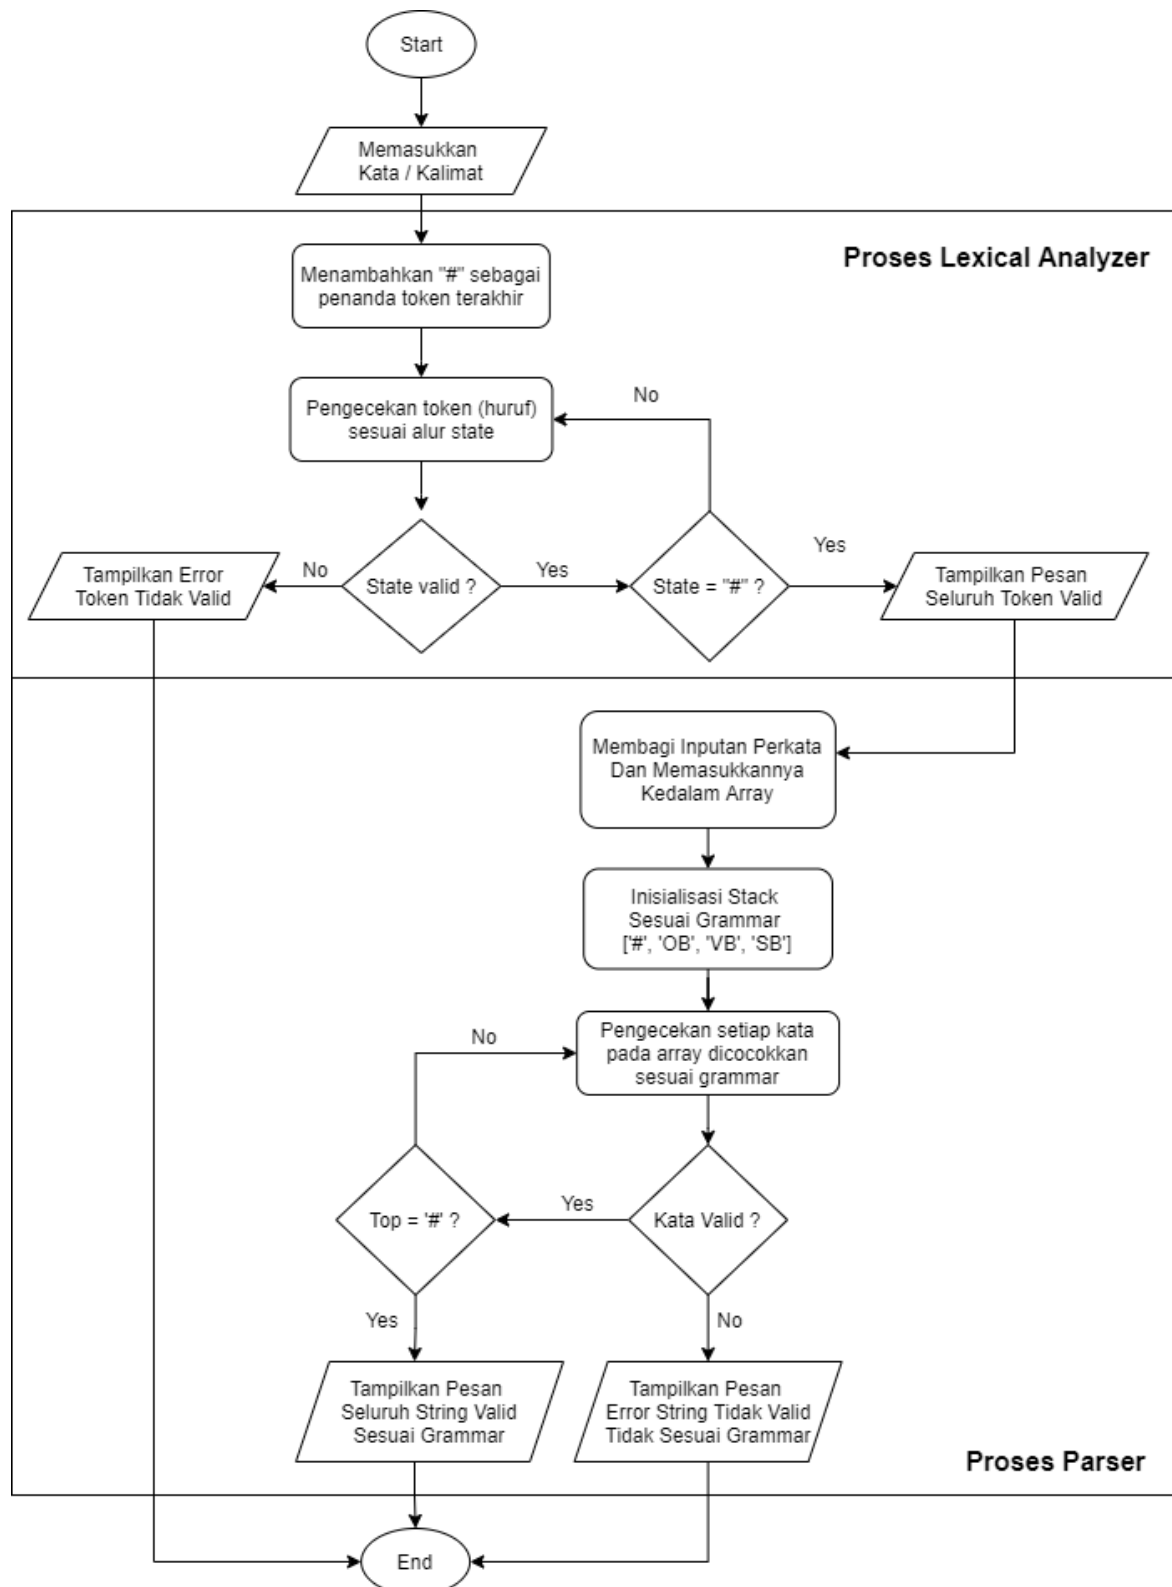 Start
Memasukkan
Kata / Kalimat
Proses Lexical Analyzer
Menambahkan "#" sebagai
penanda token terakhir
No
Pengecekan token (huruf)
sesuai alur state
Yes
Tampilkan Error
Token Tidak Valid
No
State valid ?
Yes
State = "#" ?
Tampilkan Pesan
Seluruh Token Valid
Membagi Inputan Perkata
Dan Memasukkannya
Kedalam Array
Inisialisasi Stack
Sesuai Grammar
['#', 'OB', 'VB', 'SB']
No
Pengecekan setiap kata
pada array dicocokkan
sesuai grammar
Top = '#' ?
Yes
Kata Valid ?
Yes
No
Tampilkan Pesan
Seluruh String Valid
Sesuai Grammar
Tampilkan Pesan
Error String Tidak Valid
Tidak Sesuai Grammar
Proses Parser
End